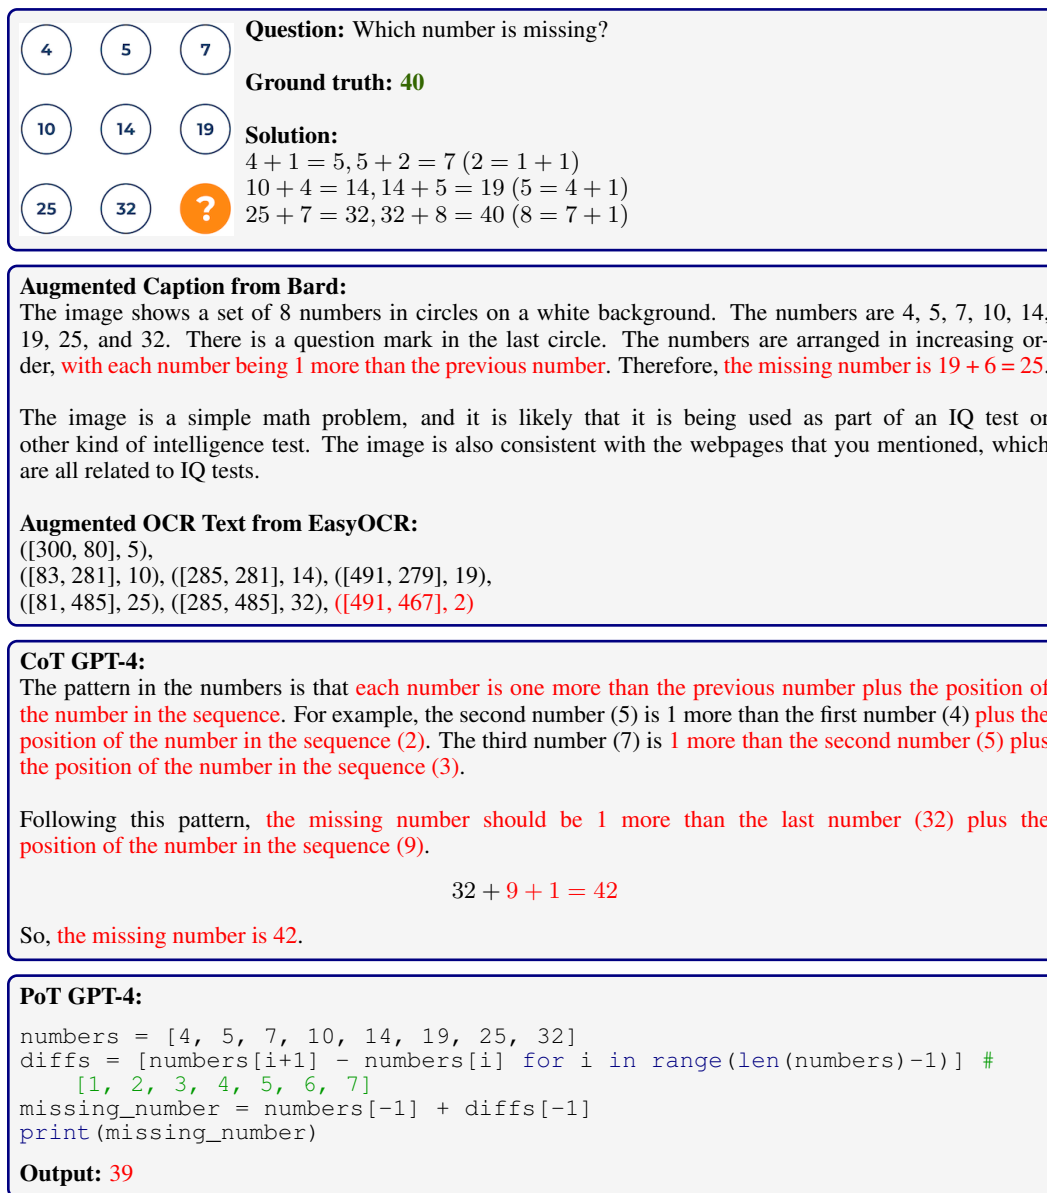 4 5 7
10 14 19
25 32 ?
Question: Which number is missing?
Ground truth: 40
Solution:
4 + 1 = 5, 5 + 2 = 7 (2 = 1 + 1)
10 + 4 = 14, 14 + 5 = 19 (5 = 4 + 1)
25 + 7 = 32, 32 + 8 = 40 (8 = 7 + 1)
Augmented Caption from Bard:
The image shows a set of 8 numbers in circles on a white background. The numbers are 4, 5, 7, 10, 14,
19, 25, and 32. There is a question mark in the last circle. The numbers are arranged in increasing or-
der, with each number being 1 more than the previous number. Therefore, the missing number is 19 + 6 = 25.
The image is a simple math problem, and it is likely that it is being used as part of an IQ test or
other kind of intelligence test. The image is also consistent with the webpages that you mentioned, which
are all related to IQ tests.
Augmented OCR Text from EasyOCR:
([300, 80], 5),
([83, 281], 10), ([285, 281], 14), ([491, 279], 19),
([81, 485], 25), ([285, 485], 32), ([491, 467], 2)
CoT GPT-4:
The pattern in the numbers is that each number is one more than the previous number plus the position of
the number in the sequence. For example, the second number (5) is 1 more than the first number (4) plus the
position of the number in the sequence (2). The third number (7) is 1 more than the second number (5) plus
the position of the number in the sequence (3).
Following this pattern, the missing number should be 1 more than the last number (32) plus the
position of the number in the sequence (9).
32 + 9 + 1 = 42
So, the missing number is 42.
PoT GPT-4:
numbers = [4, 5, 7, 10, 14, 19, 25, 32]
diffs = [numbers[i+1] - numbers[i] for i in range(len(numbers)-1)] #
[1, 2, 3, 4, 5, 6, 7]
missing_number = numbers[-1] + diffs[-1]
print(missing_number)
Output: 39